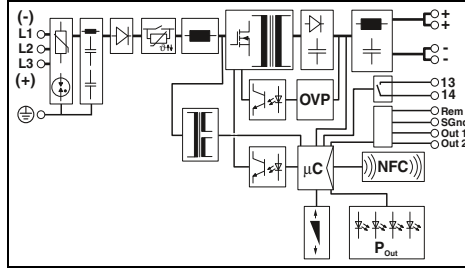 (-)
L1
L2
L3
(+)
+
+
-
-
13
14
OVP
Rem
SGnd
Out 1
Out 2
μC
NFC
P Out